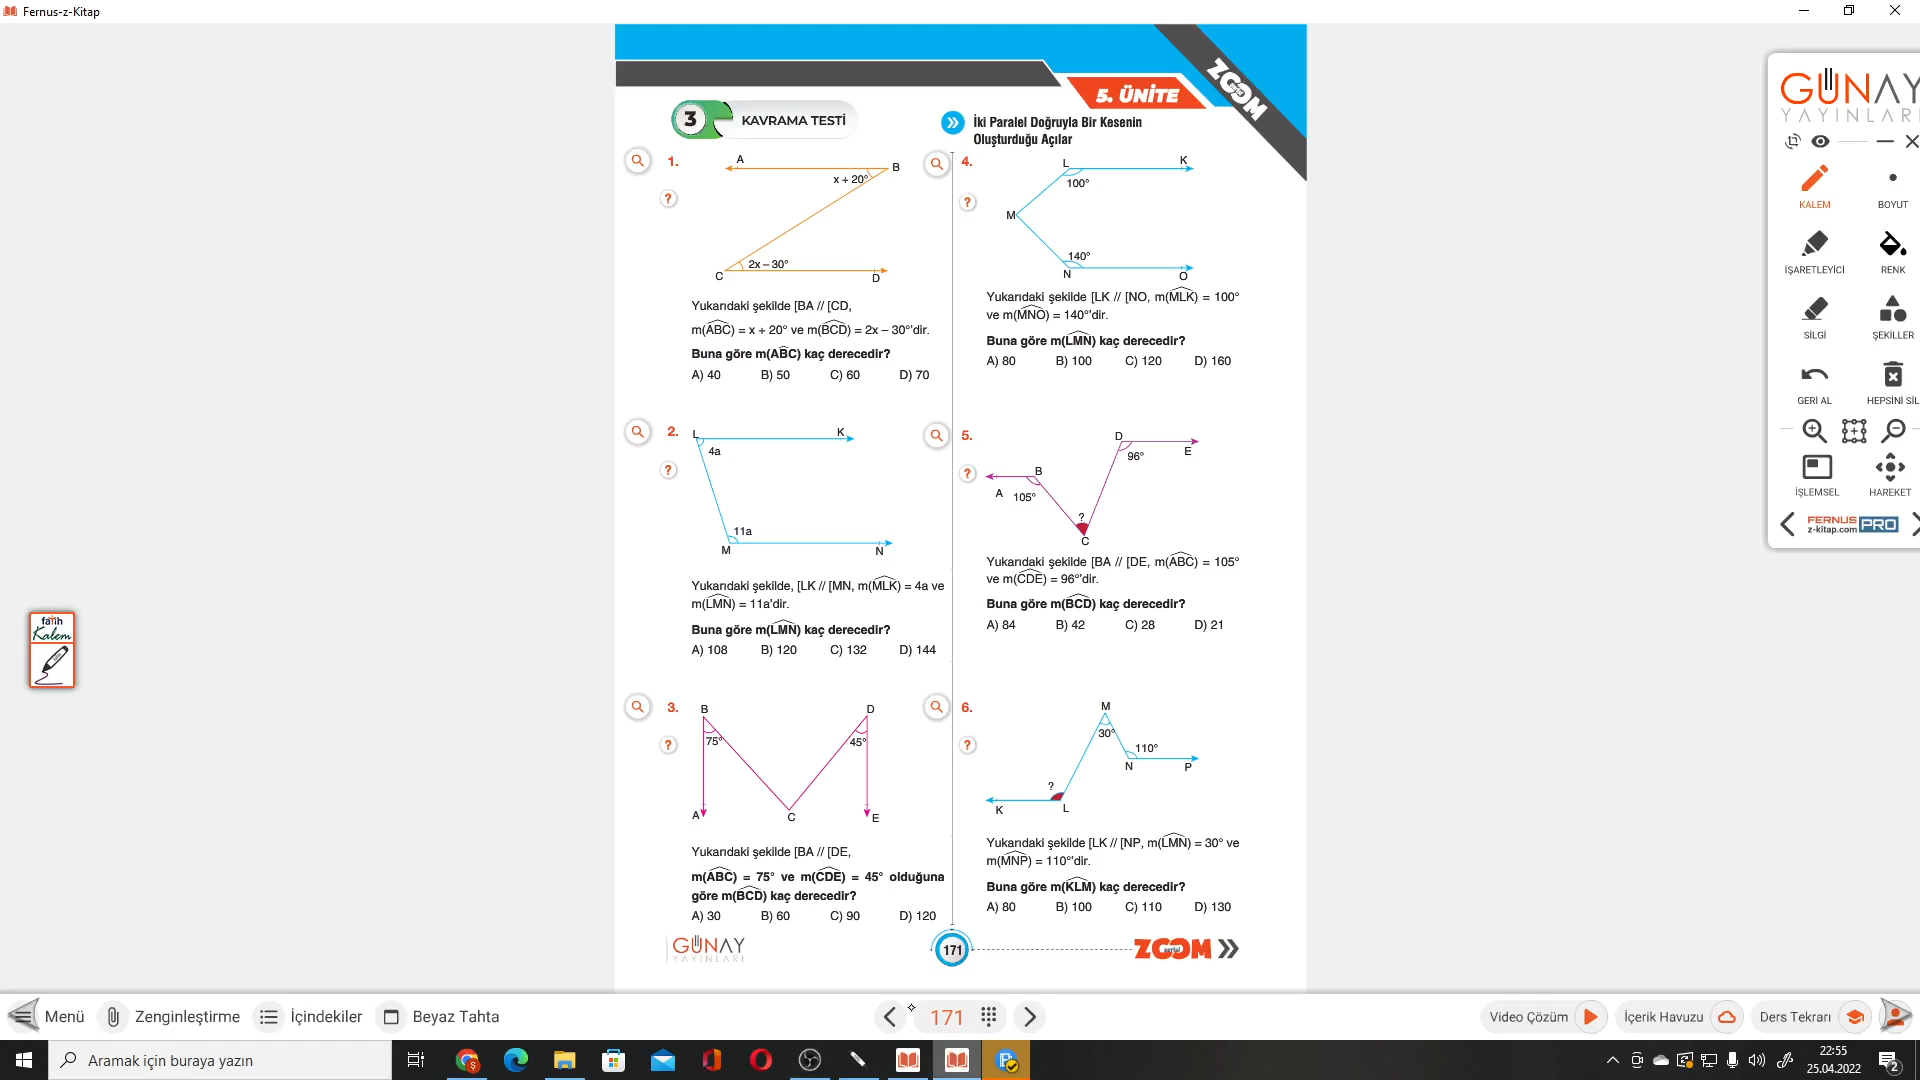 Fernus-z-Kitap
5. ÜNİTE
ZOOM
3
KAVRAMA TESTİ
İki Paralel Doğruyla Bir Kesenin
Oluşturduğu Açılar
1.
A
B
x + 20°
?
2x – 30°
C
D
Yukarıdaki şekilde [BA // [CD,
m(ABC) = x + 20° ve m(BCD) = 2x – 30°'dir.
Buna göre m(ABC) kaç derecedir?
A) 40 B) 50 C) 60 D) 70
2.
L
K
4a
?
11a
M
N
Yukarıdaki şekilde, [LK // [MN, m(MLK) = 4a ve
m(LMN) = 11a'dir.
Buna göre m(LMN) kaç derecedir?
A) 108 B) 120 C) 132 D) 144
3.
B
D
75°
45°
?
A
C
E
Yukarıdaki şekilde [BA // [DE,
m(ABC) = 75° ve m(CDE) = 45° olduğuna
göre m(BCD) kaç derecedir?
A) 30 B) 60 C) 90 D) 120
4.
L
K
100°
?
M
140°
N
O
Yukarıdaki şekilde [LK // [NO, m(MLK) = 100°
ve m(MNO) = 140°'dir.
Buna göre m(LMN) kaç derecedir?
A) 80 B) 100 C) 120 D) 160
5.
D
E
96°
B
?
A
105°
?
C
Yukarıdaki şekilde [BA // [DE, m(ABC) = 105°
ve m(CDE) = 96°'dir.
Buna göre m(BCD) kaç derecedir?
A) 84 B) 42 C) 28 D) 21
6.
M
30°
110°
?
N
P
?
K
L
Yukarıdaki şekilde [LK // [NP, m(LMN) = 30° ve
m(MNP) = 110°'dir.
Buna göre m(KLM) kaç derecedir?
A) 80 B) 100 C) 110 D) 130
GÜNAY
YAYINLARI
171
ZOOM
serisi
GÜNAY
YAYINLARI
KALEM
BOYUT
İŞARETLEYİCİ
RENK
SİLGİ
ŞEKİLLER
GERİ AL
HEPSİNİ SİL
İŞLEMSEL
HAREKET
FERNUS
z-kitap.com
PRO
fatih
Kalem
Menü
Zenginleştirme
İçindekiler
Beyaz Tahta
171
Video Çözüm
İçerik Havuzu
Ders Tekrarı
Aramak için buraya yazın
22:55
25.04.2022
2